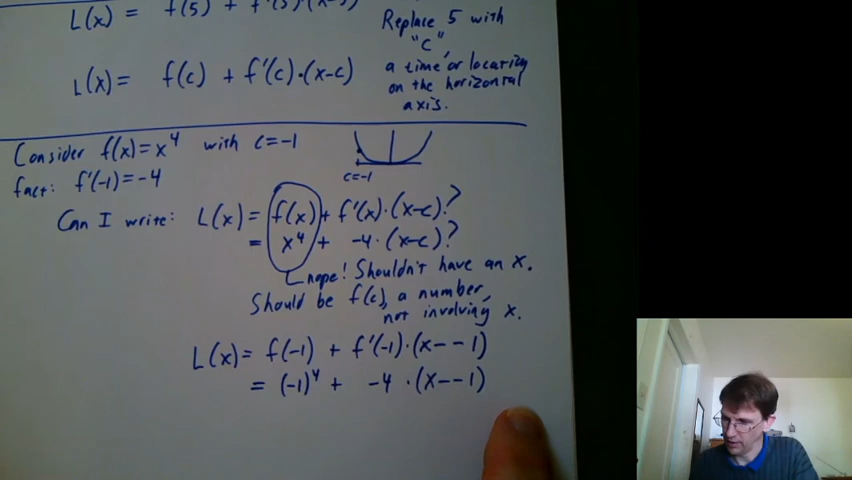 L(x) = f(5) + f'(5)·(x-5)
Replace 5 with
"c",
a time or location
on the horizontal
axis.
L(x) = f(c) + f'(c)·(x-c)
Consider f(x)=x⁴ with c=-1
c=-1
fact: f'(-1)=-4
Can I write: L(x) = f(x) + f'(x)·(x-c)?
= x⁴ + -4·(x-c)?
nope! Shouldn't have an x.
Should be f(c), a number,
not involving x.
L(x) = f(-1) + f'(-1)·(x--1)
= (-1)⁴ + -4·(x--1)